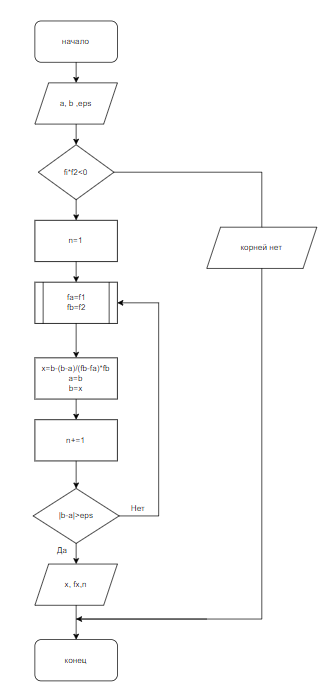 начало
a, b ,eps
fi*f2<0
n=1
корней нет
fa=f1
fb=f2
x=b-(b-a)/(fb-fa)*fb
a=b
b=x
n+=1
|b-a|>eps
Нет
Да
x, fx,n
конец